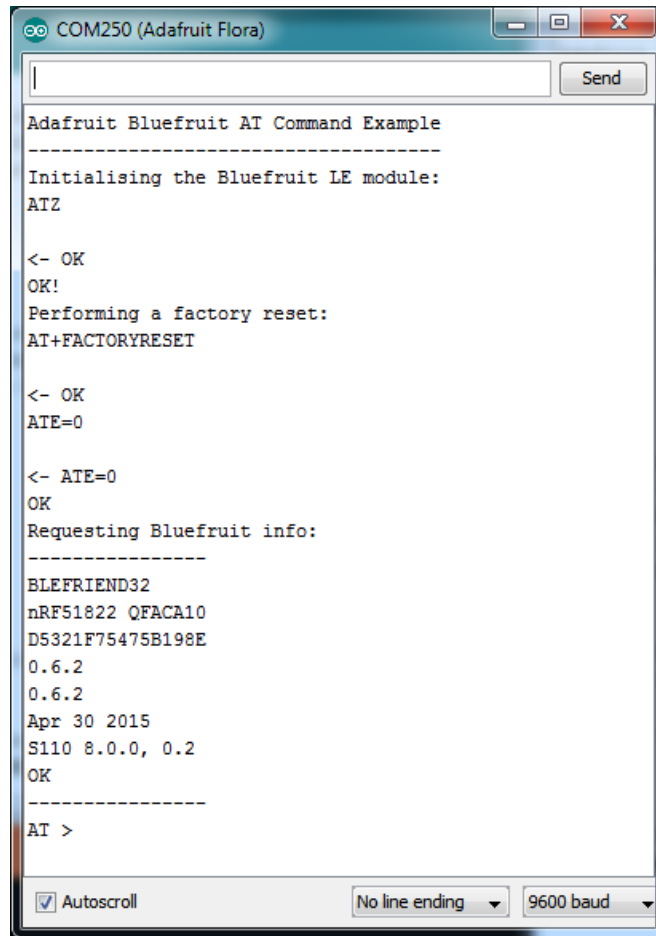 COM250 (Adafruit Flora)
Send
Adafruit Bluefruit AT Command Example
-------------------------------------
Initialising the Bluefruit LE module:
ATZ
<- OK
OK!
Performing a factory reset:
AT+FACTORYRESET
<- OK
ATE=0
<- ATE=0
OK
Requesting Bluefruit info:
----------------
BLEFRIEND32
nRF51822 QFACA10
D5321F75475B198E
0.6.2
0.6.2
Apr 30 2015
S110 8.0.0, 0.2
OK
----------------
AT >
Autoscroll No line ending 9600 baud